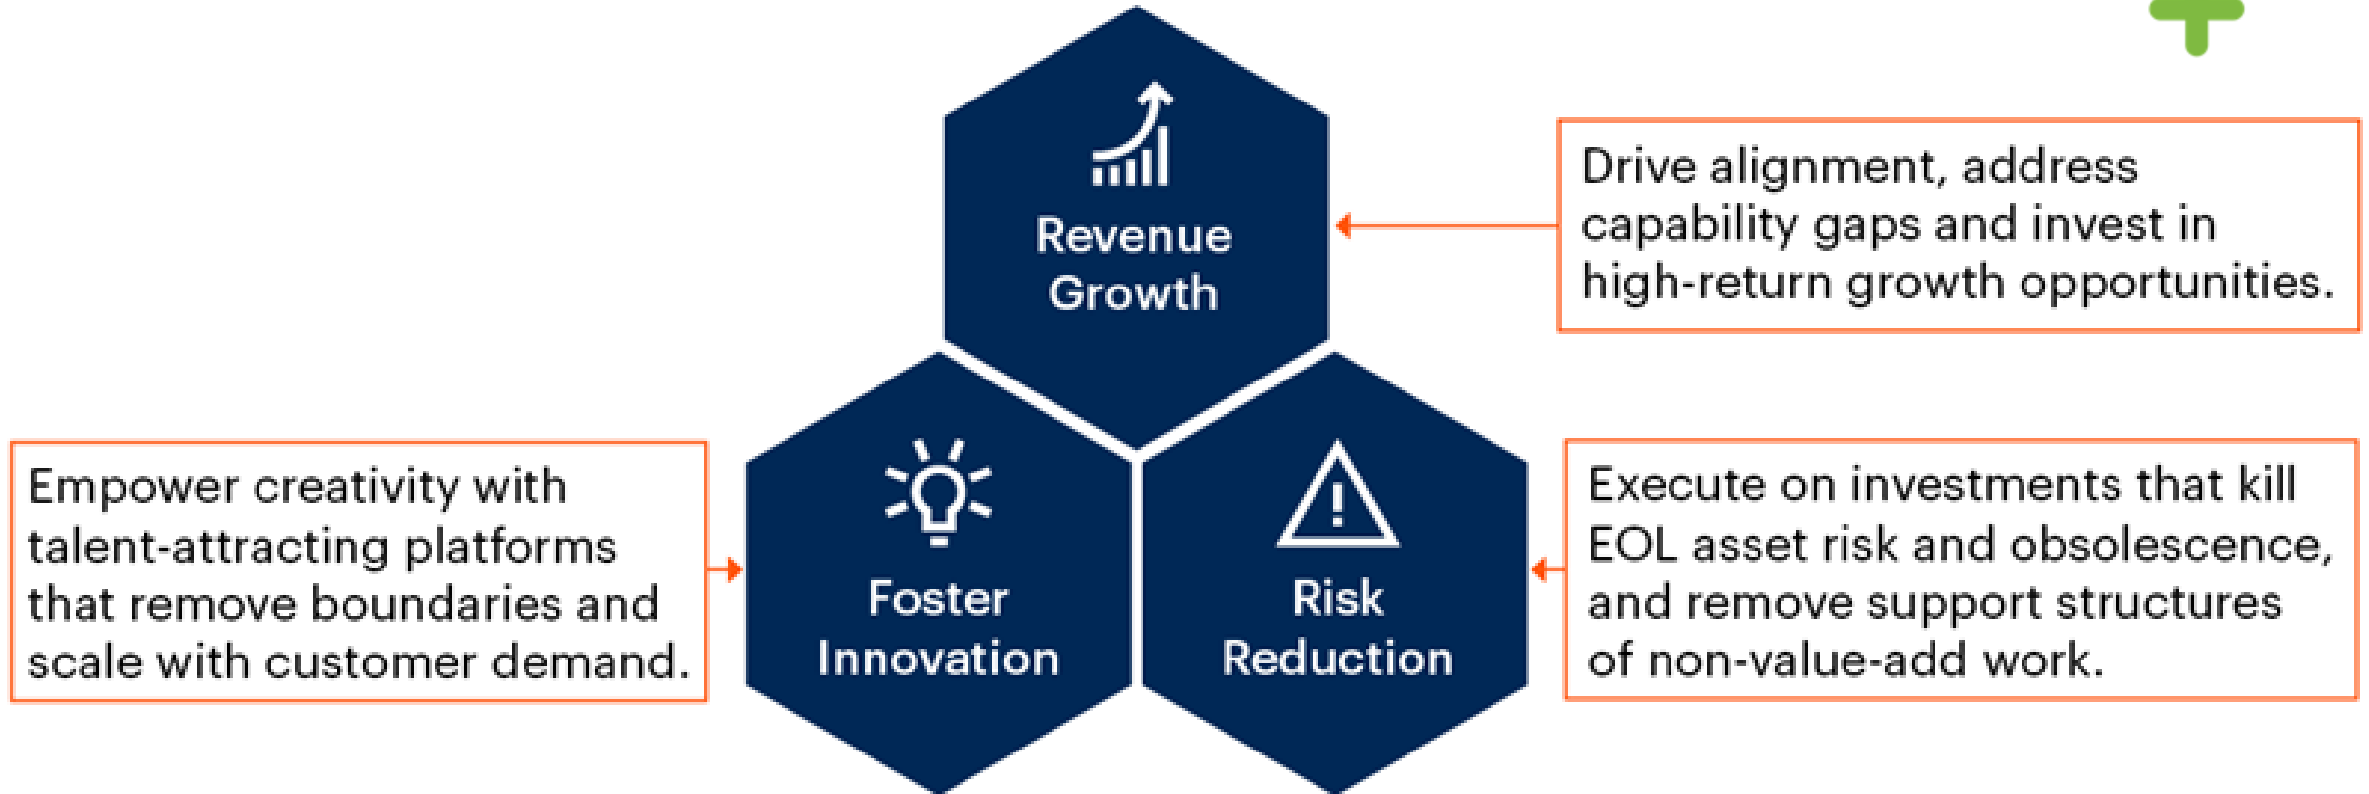 Revenue
Growth
Drive alignment, address
capability gaps and invest in
high-return growth opportunities.
Empower creativity with
talent-attracting platforms
that remove boundaries and
scale with customer demand.
Foster
Innovation
Risk
Reduction
Execute on investments that kill
EOL asset risk and obsolescence,
and remove support structures
of non-value-add work.